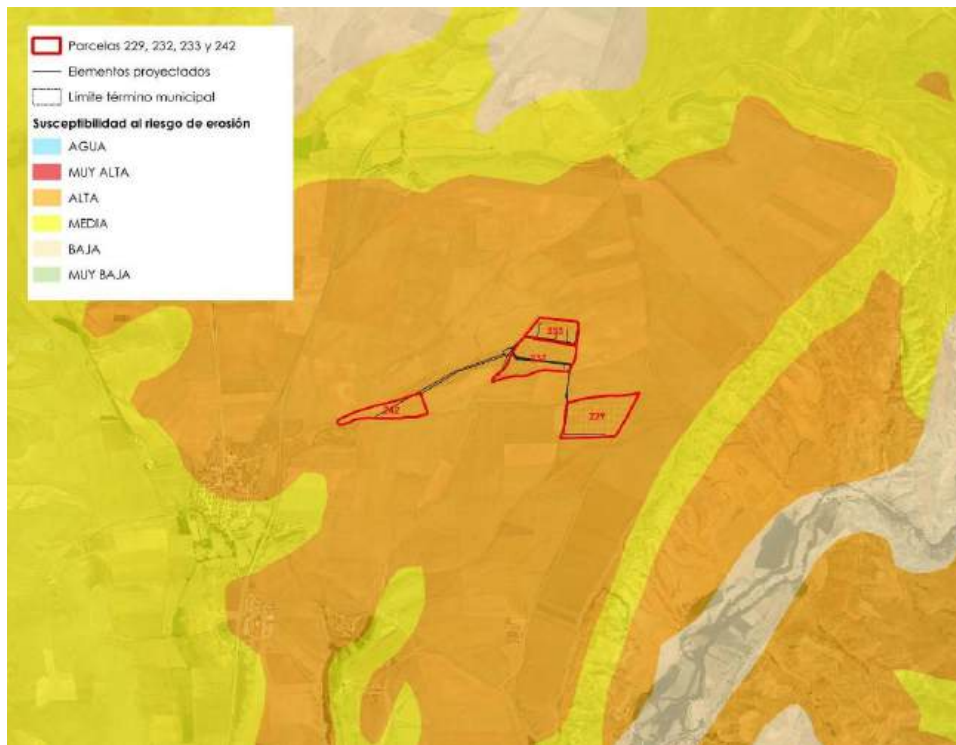 Parcelas 229, 232, 233 y 242
Elementos proyectados
Límite término municipal
Susceptibilidad al riesgo de erosión
AGUA
MUY ALTA
ALTA
MEDIA
BAJA
MUY BAJA
233
232
242
229